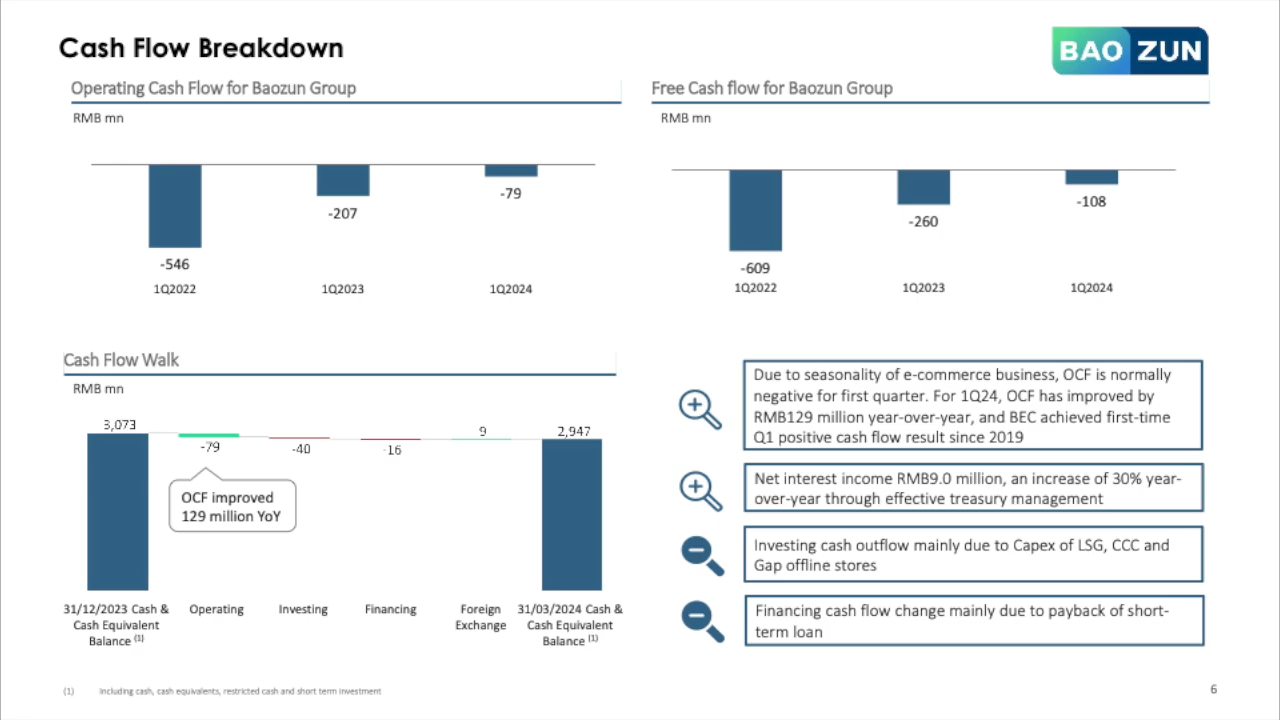 Cash Flow Breakdown
BAO ZUN
Operating Cash Flow for Baozun Group
RMB mn
-546
-207
-79
1Q2022
1Q2023
1Q2024
Free Cash flow for Baozun Group
RMB mn
-609
-260
-108
1Q2022
1Q2023
1Q2024
Cash Flow Walk
RMB mn
3,073
-79
-40
-16
9
2,947
OCF improved
129 million YoY
31/12/2023 Cash &
Cash Equivalent
Balance (1)
Operating
Investing
Financing
Foreign
Exchange
31/03/2024 Cash &
Cash Equivalent
Balance (1)
Due to seasonality of e-commerce business, OCF is normally
negative for first quarter. For 1Q24, OCF has improved by
RMB129 million year-over-year, and BEC achieved first-time
Q1 positive cash flow result since 2019
Net interest income RMB9.0 million, an increase of 30% year-
over-year through effective treasury management
Investing cash outflow mainly due to Capex of LSG, CCC and
Gap offline stores
Financing cash flow change mainly due to payback of short-
term loan
(1) Including cash, cash equivalents, restricted cash and short term investment
6